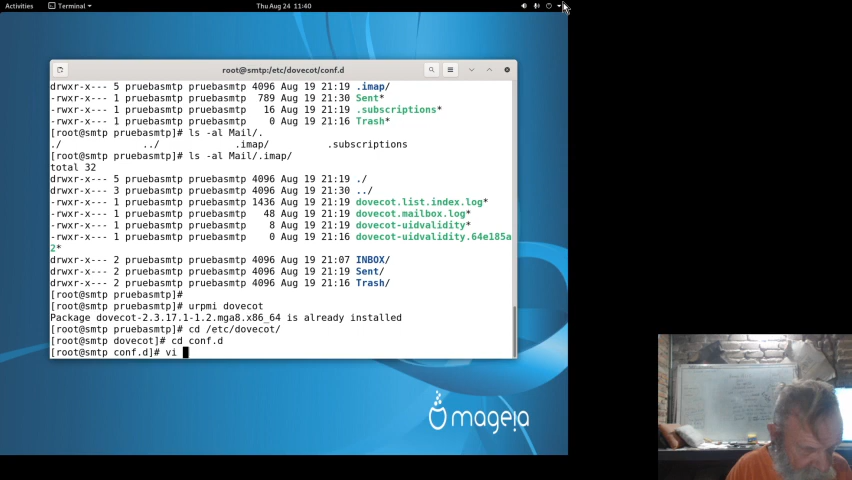 Activities Terminal Thu Aug 24 11:40
root@smtp:/etc/dovecot/conf.d
drwxr-x--- 5 pruebasmtp pruebasmtp 4096 Aug 19 21:19 .imap/
-rwxr-x--- 1 pruebasmtp pruebasmtp  789 Aug 19 21:30 Sent*
-rwxr-x--- 1 pruebasmtp pruebasmtp   16 Aug 19 21:19 .subscriptions*
-rwxr-x--- 1 pruebasmtp pruebasmtp    0 Aug 19 21:16 Trash*
[root@smtp pruebasmtp]# ls -al Mail/.
./ ../ .imap/ .subscriptions
[root@smtp pruebasmtp]# ls -al Mail/.imap/
total 32
drwxr-x--- 5 pruebasmtp pruebasmtp 4096 Aug 19 21:19 ./
drwxr-x--- 3 pruebasmtp pruebasmtp 4096 Aug 19 21:30 ../
-rwxr-x--- 1 pruebasmtp pruebasmtp 1436 Aug 19 21:19 dovecot.list.index.log*
-rwxr-x--- 1 pruebasmtp pruebasmtp   48 Aug 19 21:19 dovecot.mailbox.log*
-rwxr-x--- 1 pruebasmtp pruebasmtp    8 Aug 19 21:19 dovecot-uidvalidity*
-rwxr-x--- 1 pruebasmtp pruebasmtp    0 Aug 19 21:16 dovecot-uidvalidity.64e185a
2*
drwxr-x--- 2 pruebasmtp pruebasmtp 4096 Aug 19 21:07 INBOX/
drwxr-x--- 2 pruebasmtp pruebasmtp 4096 Aug 19 21:19 Sent/
drwxr-x--- 2 pruebasmtp pruebasmtp 4096 Aug 19 21:16 Trash/
[root@smtp pruebasmtp]#
[root@smtp pruebasmtp]# urpmi dovecot
Package dovecot-2.3.17.1-1.2.mga8.x86_64 is already installed
[root@smtp pruebasmtp]# cd /etc/dovecot/
[root@smtp dovecot]# cd conf.d
[root@smtp conf.d]# vi
mageia